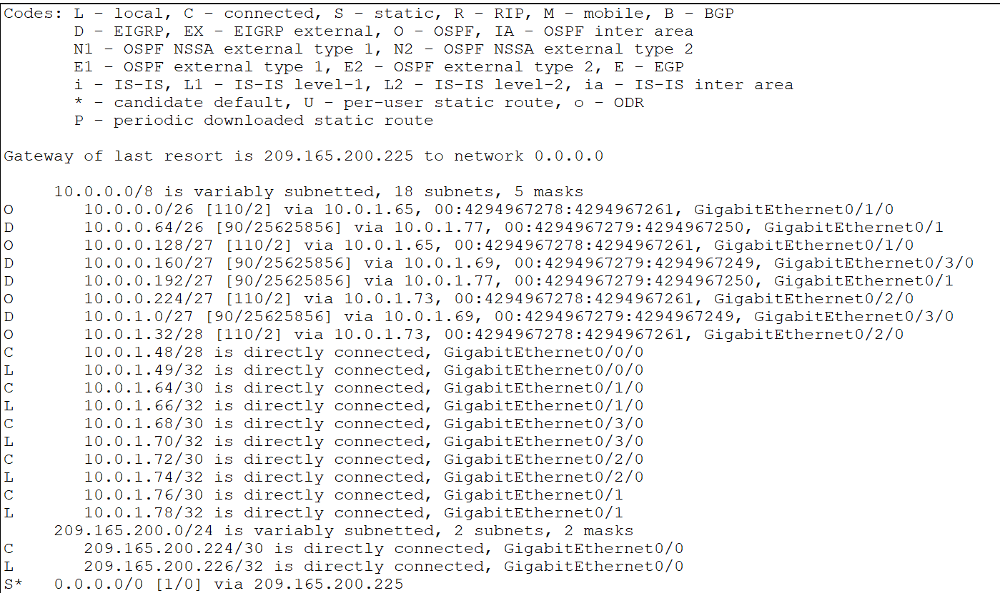 Codes: L - local, C - connected, S - static, R - RIP, M - mobile, B - BGP
       D - EIGRP, EX - EIGRP external, O - OSPF, IA - OSPF inter area
       N1 - OSPF NSSA external type 1, N2 - OSPF NSSA external type 2
       E1 - OSPF external type 1, E2 - OSPF external type 2, E - EGP
       i - IS-IS, L1 - IS-IS level-1, L2 - IS-IS level-2, ia - IS-IS inter area
       * - candidate default, U - per-user static route, o - ODR
       P - periodic downloaded static route

Gateway of last resort is 209.165.200.225 to network 0.0.0.0

     10.0.0.0/8 is variably subnetted, 18 subnets, 5 masks
O       10.0.0.0/26 [110/2] via 10.0.1.65, 00:4294967278:4294967261, GigabitEthernet0/1/0
D       10.0.0.64/26 [90/25625856] via 10.0.1.77, 00:4294967279:4294967250, GigabitEthernet0/1
O       10.0.0.128/27 [110/2] via 10.0.1.65, 00:4294967278:4294967261, GigabitEthernet0/1/0
D       10.0.0.160/27 [90/25625856] via 10.0.1.69, 00:4294967279:4294967249, GigabitEthernet0/3/0
D       10.0.0.192/27 [90/25625856] via 10.0.1.77, 00:4294967279:4294967250, GigabitEthernet0/1
O       10.0.0.224/27 [110/2] via 10.0.1.73, 00:4294967278:4294967261, GigabitEthernet0/2/0
D       10.0.1.0/27 [90/25625856] via 10.0.1.69, 00:4294967279:4294967249, GigabitEthernet0/3/0
O       10.0.1.32/28 [110/2] via 10.0.1.73, 00:4294967278:4294967261, GigabitEthernet0/2/0
C       10.0.1.48/28 is directly connected, GigabitEthernet0/0/0
L       10.0.1.49/32 is directly connected, GigabitEthernet0/0/0
C       10.0.1.64/30 is directly connected, GigabitEthernet0/1/0
L       10.0.1.66/32 is directly connected, GigabitEthernet0/1/0
C       10.0.1.68/30 is directly connected, GigabitEthernet0/3/0
L       10.0.1.70/32 is directly connected, GigabitEthernet0/3/0
C       10.0.1.72/30 is directly connected, GigabitEthernet0/2/0
L       10.0.1.74/32 is directly connected, GigabitEthernet0/2/0
C       10.0.1.76/30 is directly connected, GigabitEthernet0/1
L       10.0.1.78/32 is directly connected, GigabitEthernet0/1
     209.165.200.0/24 is variably subnetted, 2 subnets, 2 masks
C       209.165.200.224/30 is directly connected, GigabitEthernet0/0
L       209.165.200.226/32 is directly connected, GigabitEthernet0/0
S*   0.0.0.0/0 [1/0] via 209.165.200.225